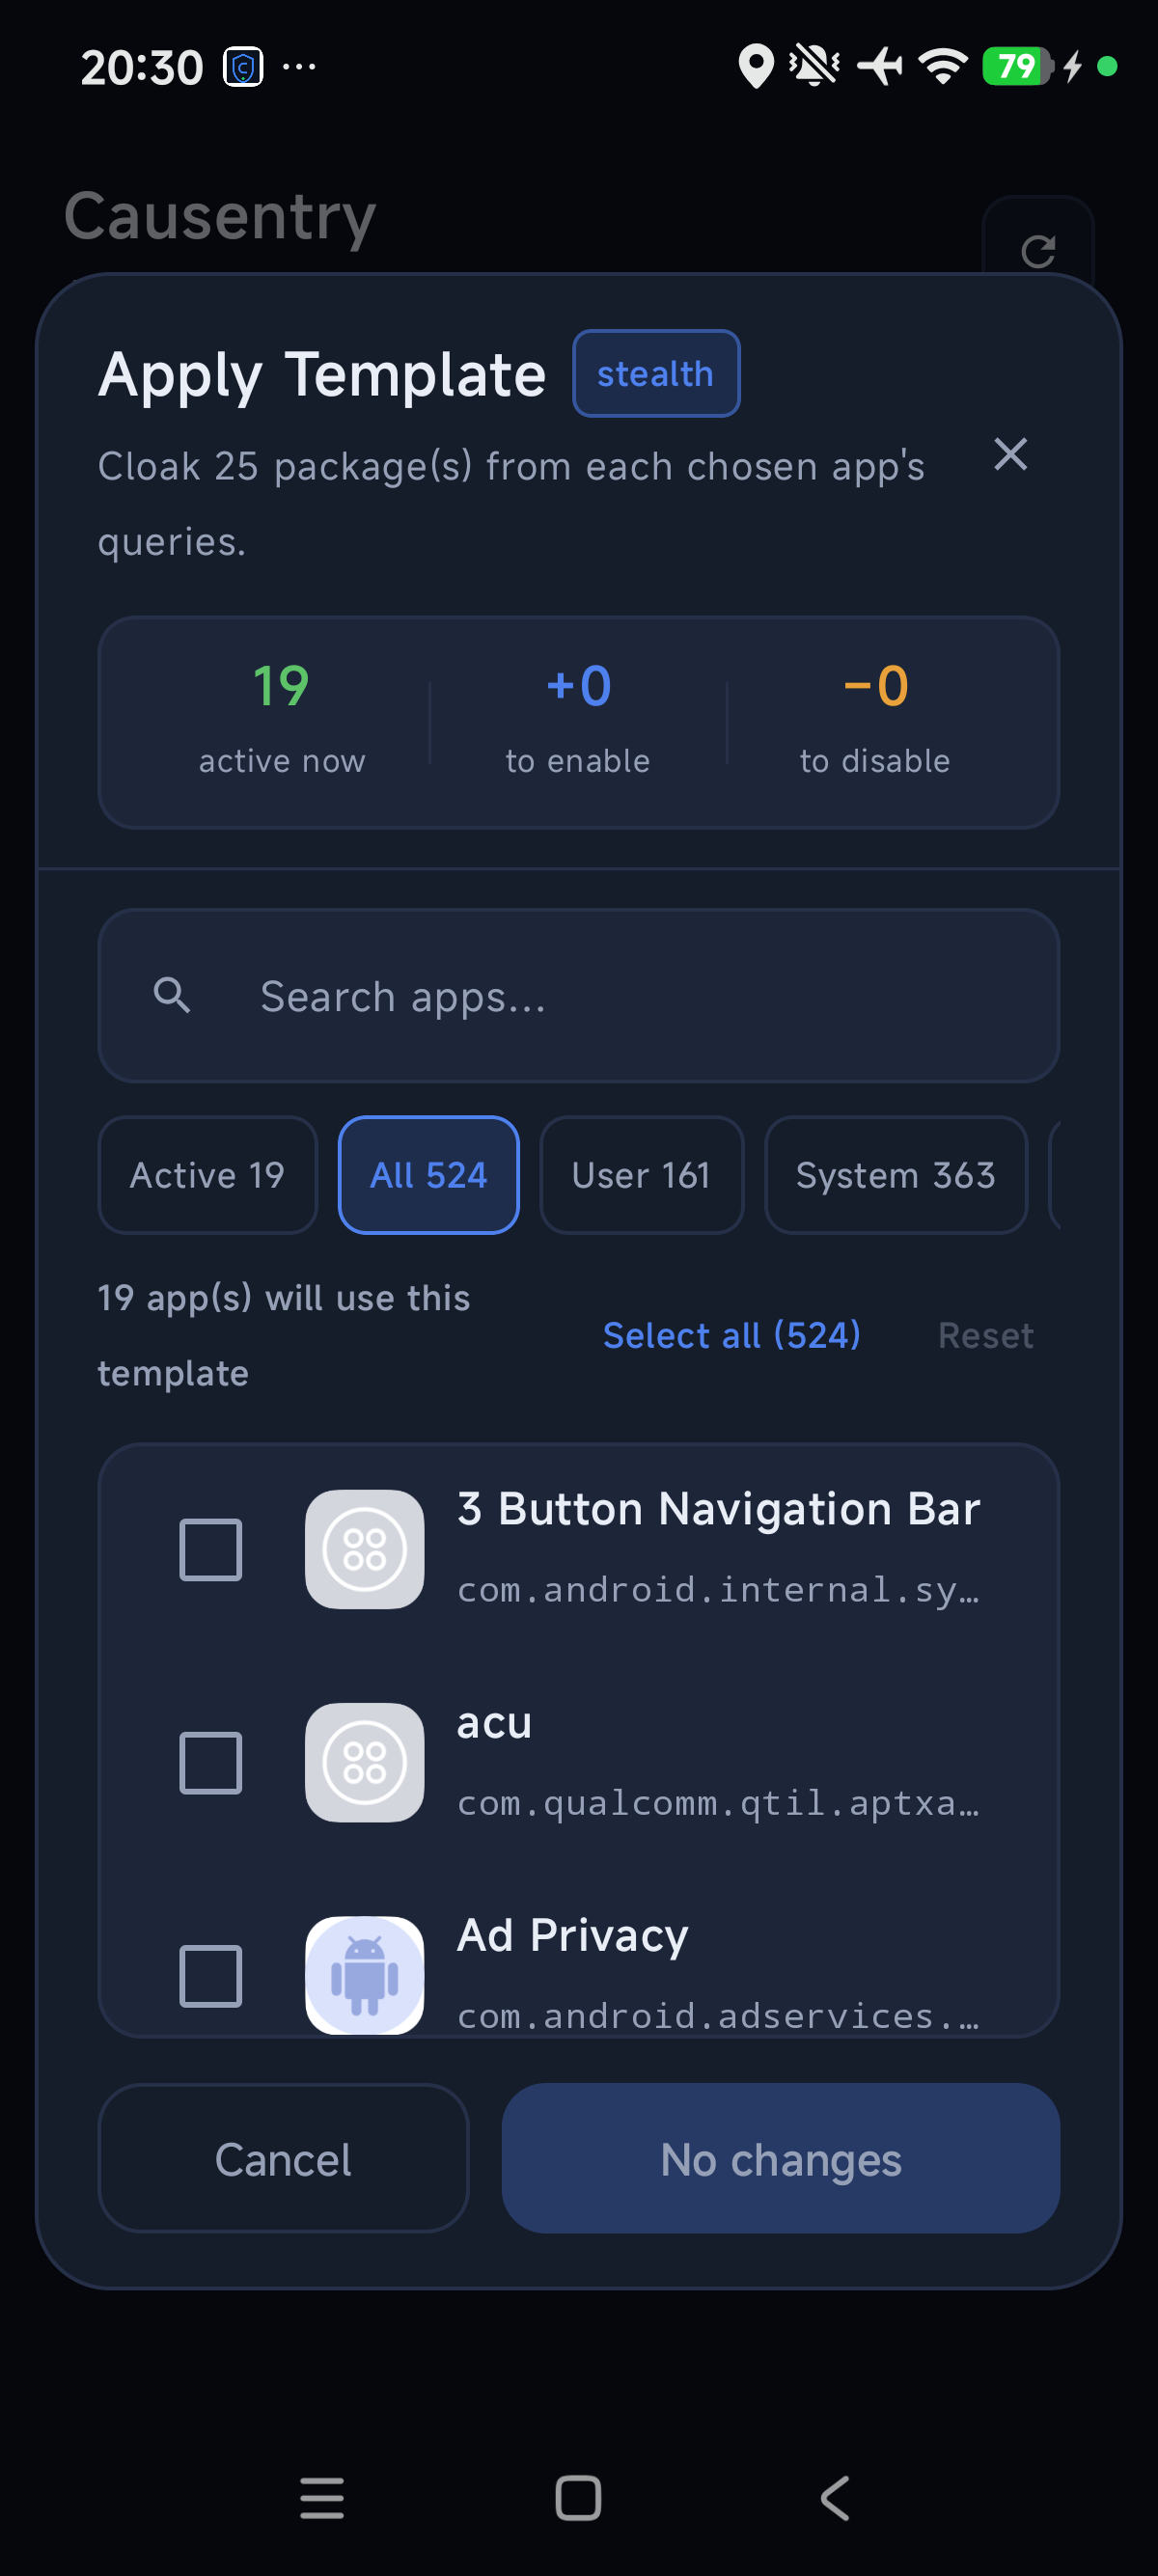 20:30
79
Causentry
Apply Template
stealth
Cloak 25 package(s) from each chosen app's
queries.
19
+0
−0
active now
to enable
to disable
Search apps...
Active 19
All 524
User 161
System 363
19 app(s) will use this
template
Select all (524)
Reset
3 Button Navigation Bar
com.android.internal.sy…
acu
com.qualcomm.qtil.aptxa…
Ad Privacy
com.android.adservices.…
Cancel
No changes